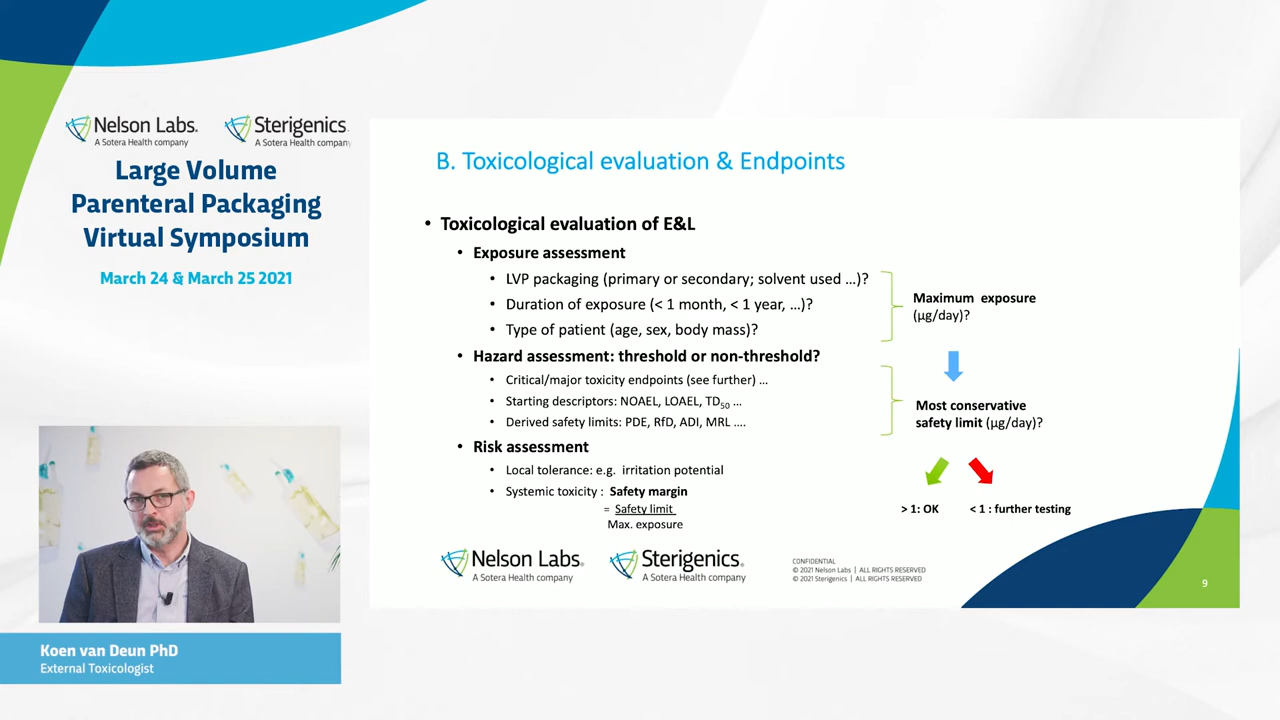 Nelson Labs.
A Sotera Health company
Sterigenics
A Sotera Health company
Large Volume
Parenteral Packaging
Virtual Symposium
March 24 & March 25 2021
B. Toxicological evaluation & Endpoints
• Toxicological evaluation of E&L
• Exposure assessment
• LVP packaging (primary or secondary; solvent used ...)?
• Duration of exposure (< 1 month, < 1 year, ...)?
• Type of patient (age, sex, body mass)?
Maximum exposure
(µg/day)?
• Hazard assessment: threshold or non-threshold?
• Critical/major toxicity endpoints (see further) ...
• Starting descriptors: NOAEL, LOAEL, TD50 ...
• Derived safety limits: PDE, RfD, ADI, MRL ....
Most conservative
safety limit (µg/day)?
• Risk assessment
• Local tolerance: e.g. irritation potential
• Systemic toxicity : Safety margin
= Safety limit
Max. exposure
> 1: OK
< 1 : further testing
Nelson Labs.
A Sotera Health company
Sterigenics
A Sotera Health company
CONFIDENTIAL
© 2021 Nelson Labs | ALL RIGHTS RESERVED
© 2021 Sterigenics | ALL RIGHTS RESERVED
9
Koen van Deun PhD
External Toxicologist